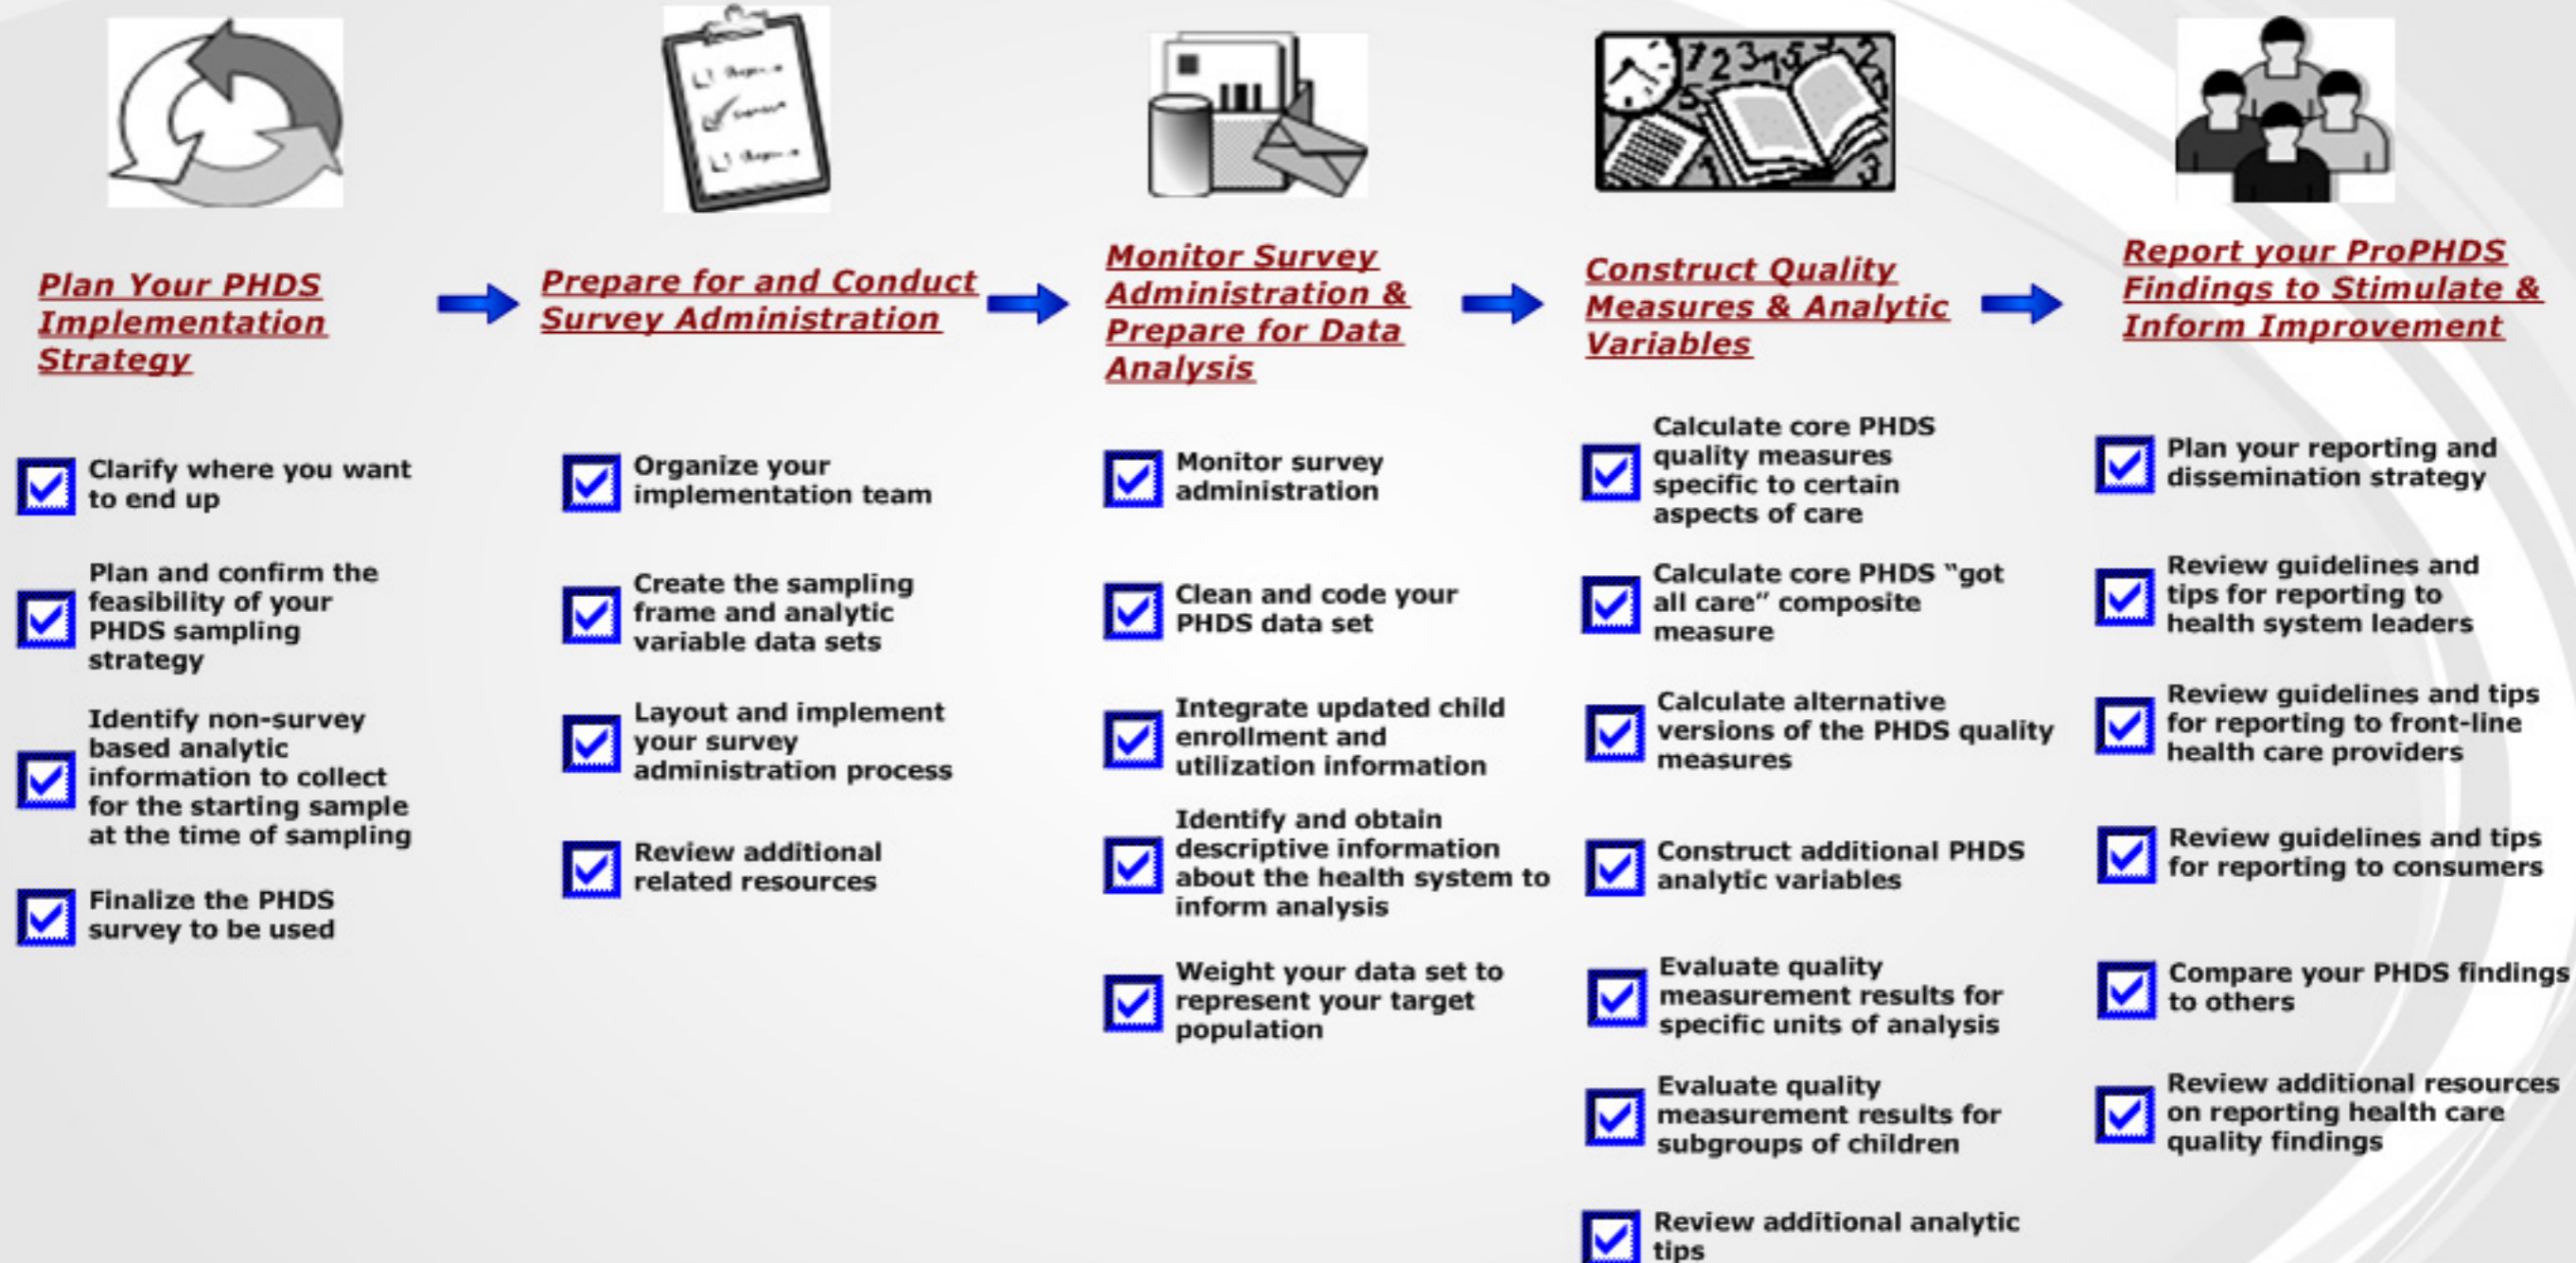 Plan Your PHDS
Implementation
Strategy
Clarify where you want
to end up
Plan and confirm the
feasibility of your
PHDS sampling
strategy
Identify non-survey
based analytic
information to collect
for the starting sample
at the time of sampling
Finalize the PHDS
survey to be used
Prepare for and Conduct
Survey Administration
Organize your
implementation team
Create the sampling
frame and analytic
variable data sets
Layout and implement
your survey
administration process
Review additional
related resources
Monitor Survey
Administration &
Prepare for Data
Analysis
Monitor survey
administration
Clean and code your
PHDS data set
Integrate updated child
enrollment and
utilization information
Identify and obtain
descriptive information
about the health system to
inform analysis
Weight your data set to
represent your target
population
7 2 3 4 5 2
5
1
3
Construct Quality
Measures & Analytic
Variables
Calculate core PHDS
quality measures
specific to certain
aspects of care
Calculate core PHDS “got
all care” composite
measure
Calculate alternative
versions of the PHDS quality
measures
Construct additional PHDS
analytic variables
Evaluate quality
measurement results for
specific units of analysis
Evaluate quality
measurement results for
subgroups of children
Review additional analytic
tips
Report your ProPHDS
Findings to Stimulate &
Inform Improvement
Plan your reporting and
dissemination strategy
Review guidelines and
tips for reporting to
health system leaders
Review guidelines and tips
for reporting to front-line
health care providers
Review guidelines and tips
for reporting to consumers
Compare your PHDS findings
to others
Review additional resources
on reporting health care
quality findings